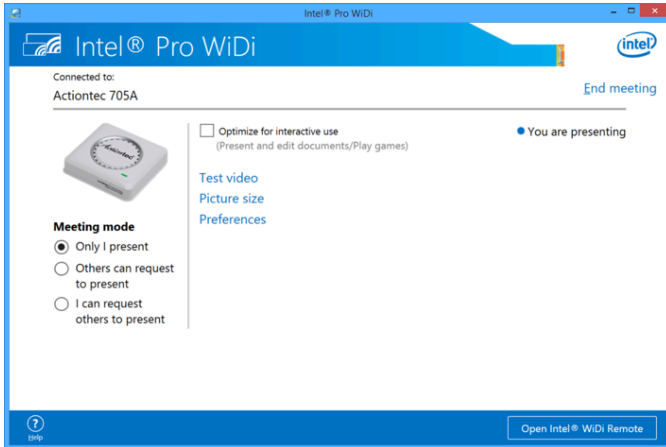 Intel® Pro WiDi
Intel® Pro WiDi
intel
Connected to:
Actiontec 705A
End meeting
Actiontec
Optimize for interactive use
(Present and edit documents/Play games)
You are presenting
Test video
Picture size
Preferences
Meeting mode
Only I present
Others can request
to present
I can request
others to present
?
Help
Open Intel® WiDi Remote